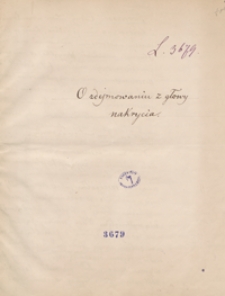 L. 3679.
O zdejmowaniu z głowy
nakrycia.
3679